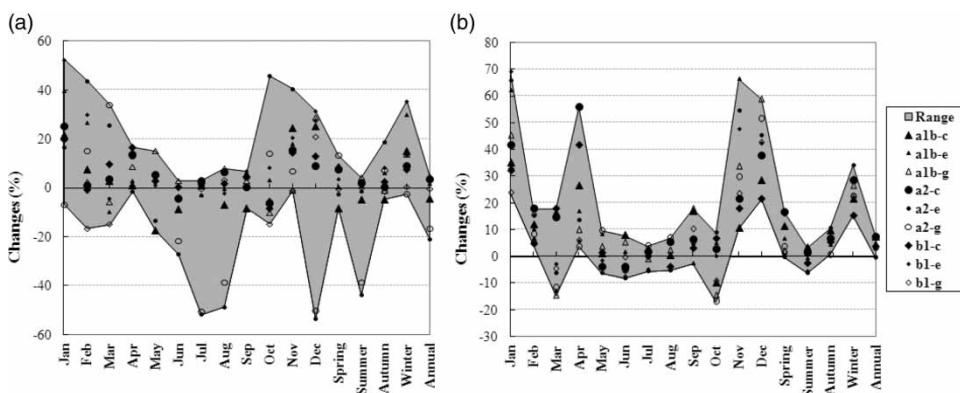 (a)
Changes (%)
60
40
20
0
-20
-40
-60
Jan
Feb
Mar
Apr
May
Jun
Jul
Aug
Sep
Oct
Nov
Dec
Spring
Summer
Autumn
Winter
Annual
(b)
Changes (%)
80
70
60
50
40
30
20
10
0
-10
-20
-30
Jan
Feb
Mar
Apr
May
Jun
Jul
Aug
Sep
Oct
Nov
Dec
Spring
Summer
Autumn
Winter
Annual
Range
a1b-c
a1b-e
a1b-g
a2-c
a2-e
a2-g
b1-c
b1-e
b1-g